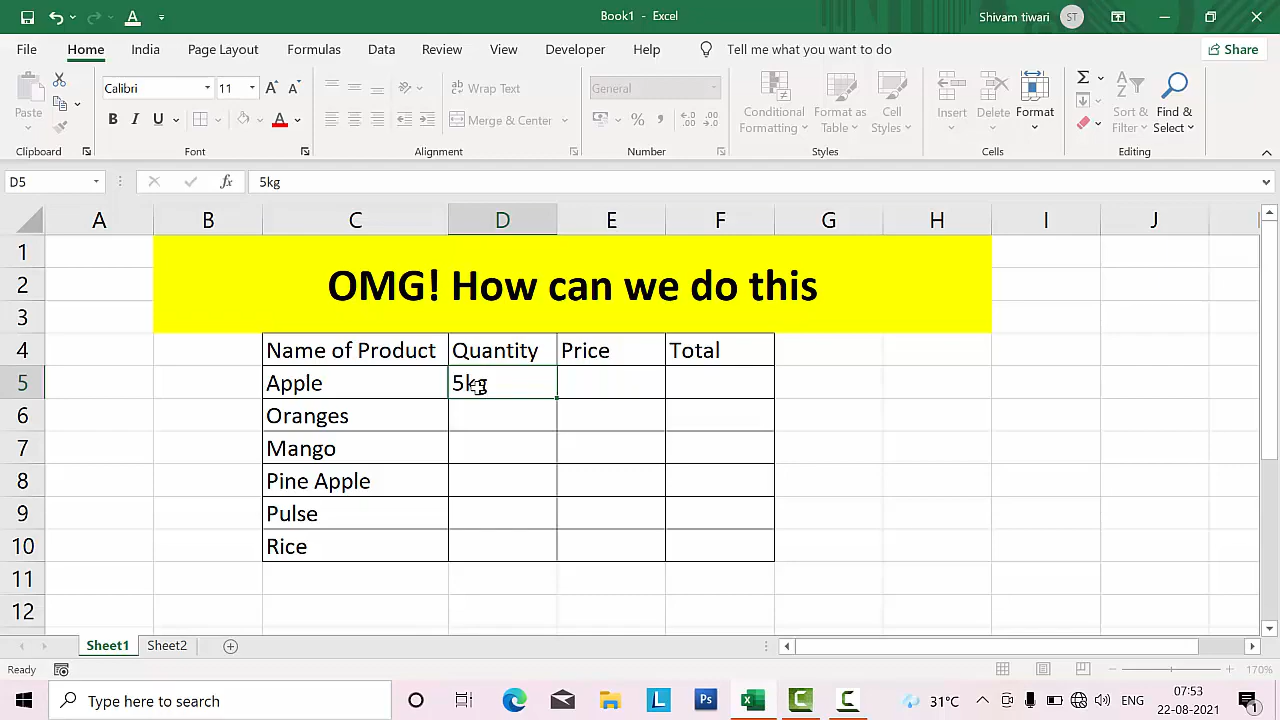 Book1 - Excel
Shivam tiwari
ST
File
Home
India
Page Layout
Formulas
Data
Review
View
Developer
Help
Tell me what you want to do
Share
Paste
Clipboard
Calibri
11
B I U
Font
Wrap Text
Merge & Center
Alignment
General
Number
Conditional Formatting
Format as Table
Cell Styles
Styles
Insert
Delete
Format
Cells
Sort & Filter
Find & Select
Editing
D5
fx
5kg
A B C D E F G H I J
1
2
3
OMG! How can we do this
4 Name of Product Quantity Price Total
5 Apple 5kg
6 Oranges
7 Mango
8 Pine Apple
9 Pulse
10 Rice
11
12
Sheet1
Sheet2
Ready
170%
Type here to search
31°C
ENG
07:53
22-08-2021